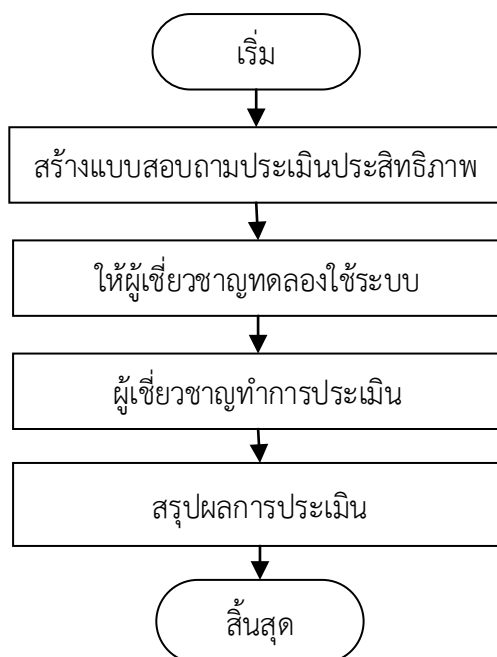 เริ่ม
สร้างแบบสอบถามประเมินประสิทธิภาพ
ให้ผู้เชี่ยวชาญทดลองใช้ระบบ
ผู้เชี่ยวชาญทำการประเมิน
สรุปผลการประเมิน
สิ้นสุด